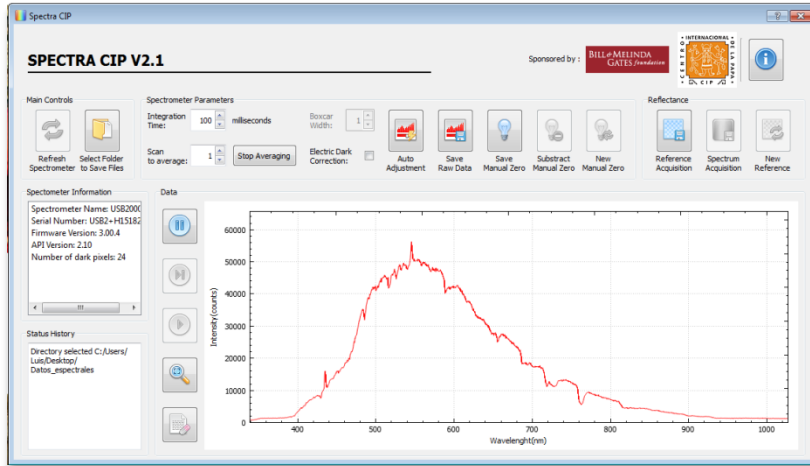 Spectra CIP
SPECTRA CIP V2.1
Sponsored by :
BILL & MELINDA
GATES foundation
CENTRO INTERNACIONAL DE LA PAPA
CIP
Main Controls
Refresh
Spectrometer
Select Folder
to Save Files
Spectrometer Parameters
Integration
Time:
100
milliseconds
Boxcar
Width:
1
Scan
to average:
1
Stop Averaging
Electric Dark
Correction:
Auto
Adjustment
Save
Raw Data
Save
Manual Zero
Substract
Manual Zero
New
Manual Zero
Reflectance
Reference
Acquisition
Spectrum
Acquisition
New
Reference
Spectometer Information
Spectrometer Name: USB2000
Serial Number: USB2+H15182
Firmware Version: 3.00.4
API Version: 2.10
Number of dark pixels: 24
Status History
Directory selected C:/Users/
Luis/Desktop/
Datos_espectrales
Data
Intensity(counts)
60000
50000
40000
30000
20000
10000
0
400 500 600 700 800 900 1000
Wavelenght(nm)